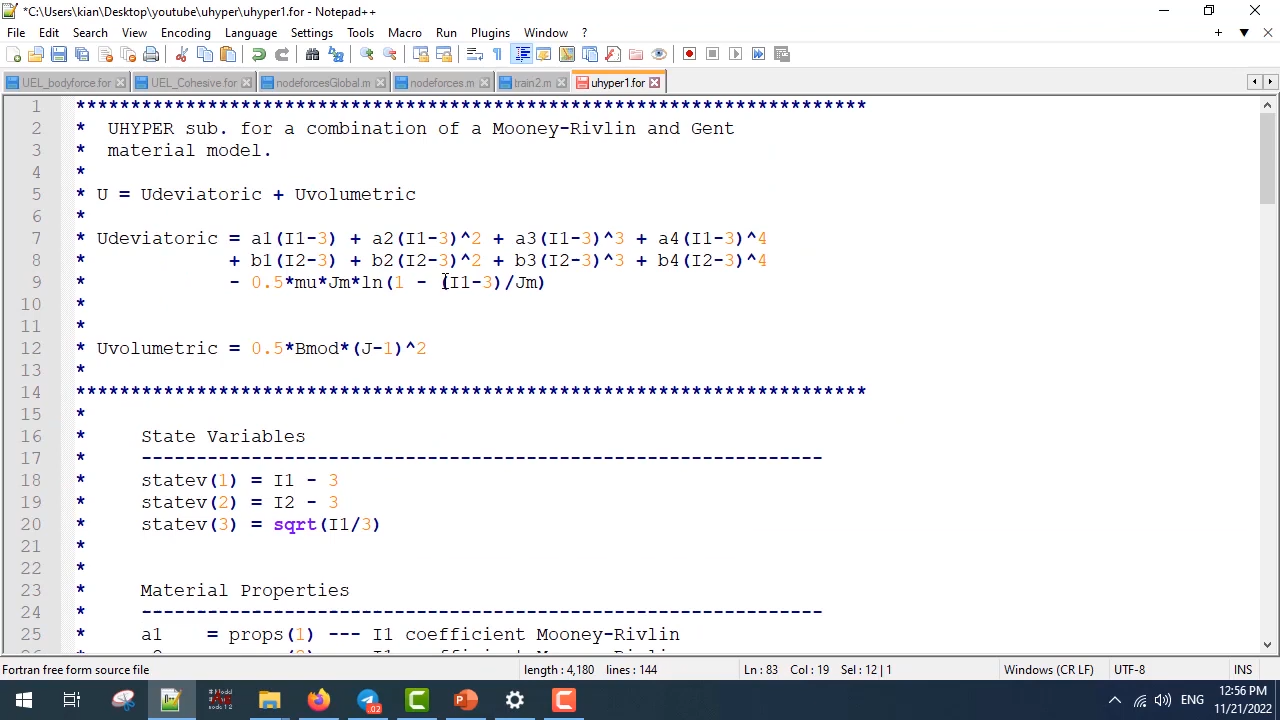 *C:\Users\kian\Desktop\youtube\uhyper\uhyper1.for - Notepad++
File Edit Search View Encoding Language Settings Tools Macro Run Plugins Window ?
UEL_bodyforce.for UEL_Cohesive.for nodeforcesGlobal.m nodeforces.m train2.m uhyper1.for
1 ************************************************************************
2 * UHYPER sub. for a combination of a Mooney-Rivlin and Gent
3 * material model.
4 *
5 * U = Udeviatoric + Uvolumetric
6 *
7 * Udeviatoric = a1(I1-3) + a2(I1-3)^2 + a3(I1-3)^3 + a4(I1-3)^4
8 * + b1(I2-3) + b2(I2-3)^2 + b3(I2-3)^3 + b4(I2-3)^4
9 * - 0.5*mu*Jm*ln(1 - (I1-3)/Jm)
10 *
11 *
12 * Uvolumetric = 0.5*Bmod*(J-1)^2
13 *
14 ************************************************************************
15 *
16 * State Variables
17 * --------------------------------------------------------------
18 * statev(1) = I1 - 3
19 * statev(2) = I2 - 3
20 * statev(3) = sqrt(I1/3)
21 *
22 *
23 * Material Properties
24 * --------------------------------------------------------------
25 * a1 = props(1) --- I1 coefficient Mooney-Rivlin
Fortran free form source file length : 4,180 lines : 144 Ln : 83 Col : 19 Sel : 12 | 1 Windows (CR LF) UTF-8 INS
ENG 12:56 PM
11/21/2022